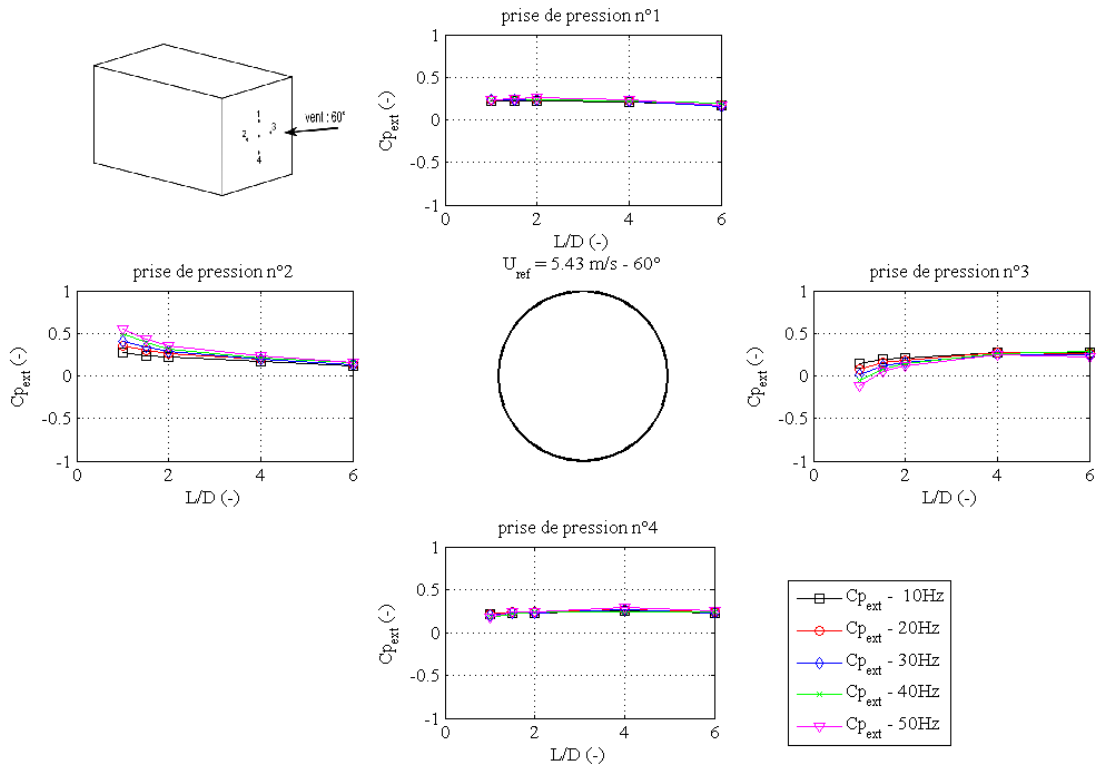 prise de pression n°1
1
0.5
0
-0.5
-1
Cp_ext (-)
0 2 4 6
L/D (-)
1
2
3
4
vent : 60°
prise de pression n°2
1
0.5
0
-0.5
-1
Cp_ext (-)
0 2 4 6
L/D (-)
U_ref = 5.43 m/s - 60°
prise de pression n°3
1
0.5
0
-0.5
-1
Cp_ext (-)
0 2 4 6
L/D (-)
prise de pression n°4
1
0.5
0
-0.5
-1
Cp_ext (-)
0 2 4 6
L/D (-)
Cp_ext - 10Hz
Cp_ext - 20Hz
Cp_ext - 30Hz
Cp_ext - 40Hz
Cp_ext - 50Hz